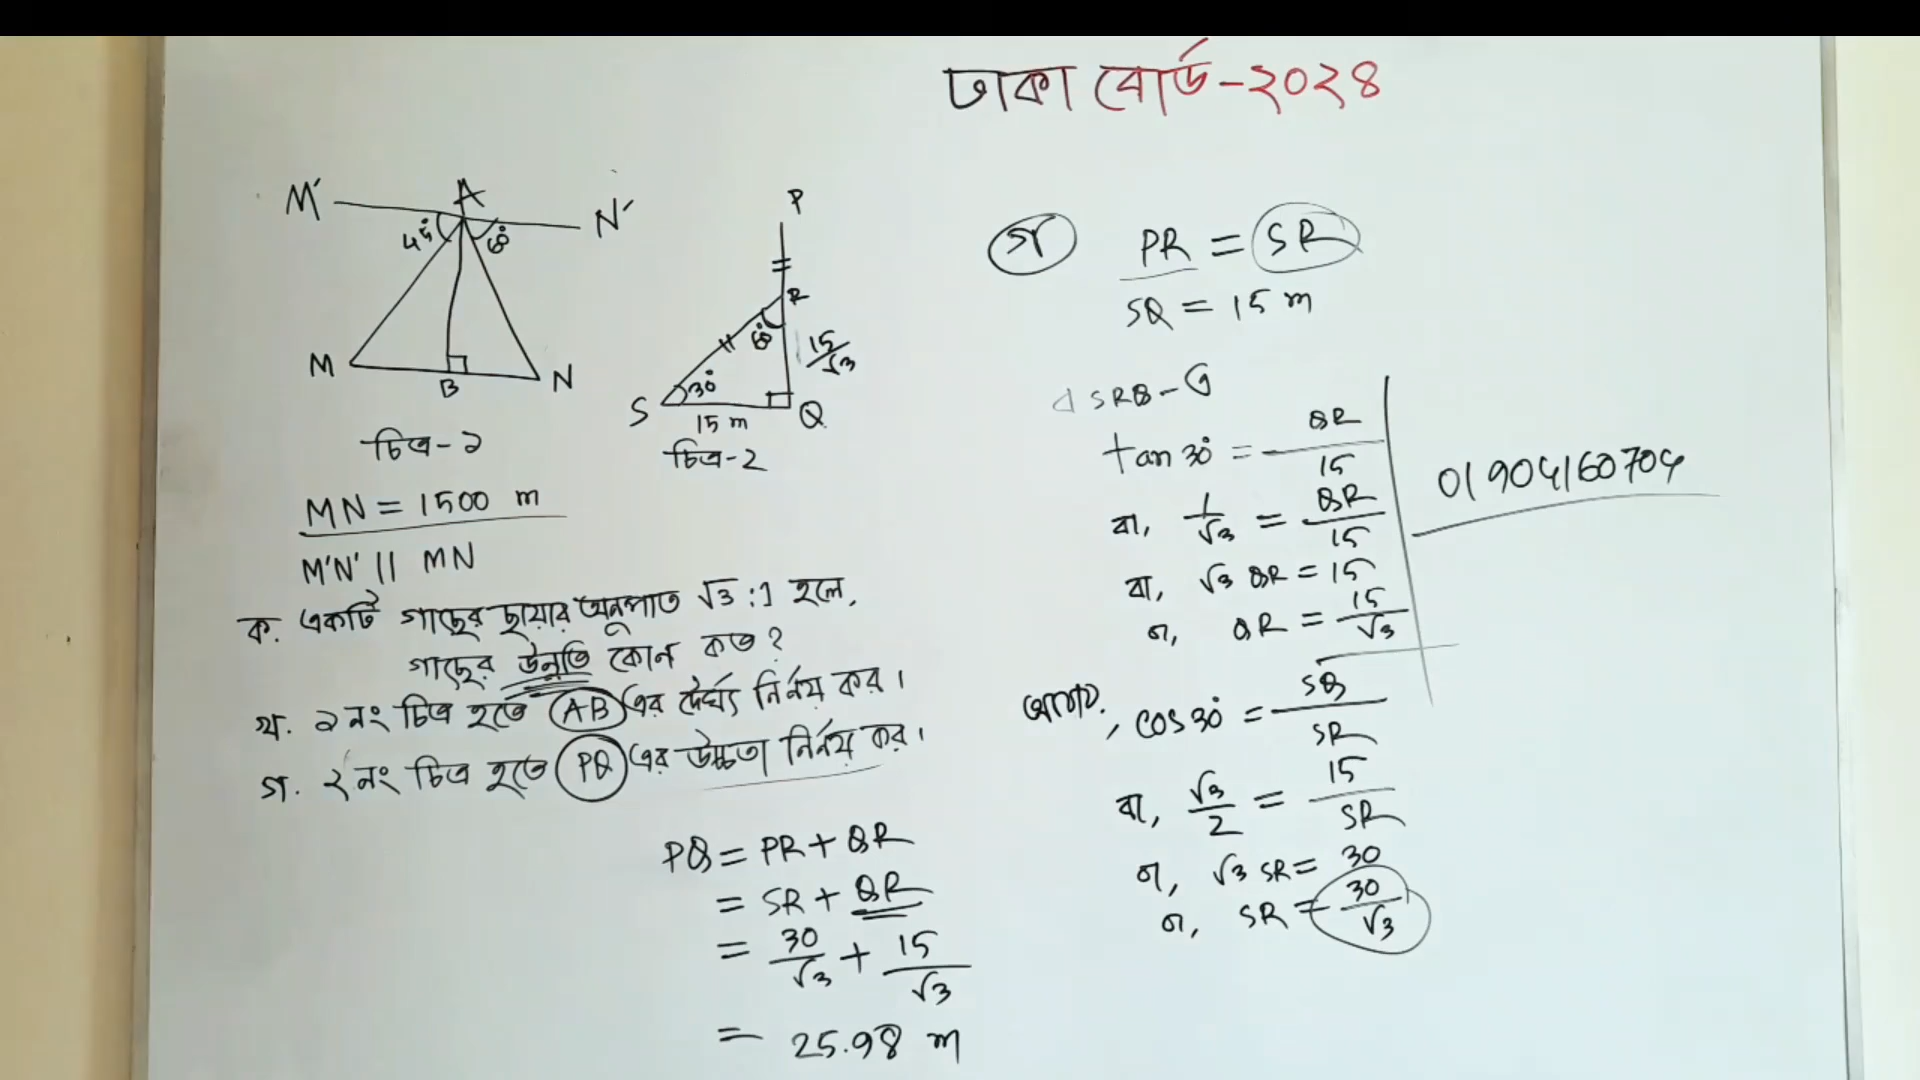 ঢাকা বোর্ড-২০২৪
M' A N'
45° 60°
M B N
চিত্র-১
P
R
60°
15/√3
30°
S 15 m Q
চিত্র-2
MN = 1500 m
M'N' || MN
ক. একটি গাছের ছায়ার অনুপাত √3 : 1 হলে,
গাছের উন্নতি কোন কত?
খ. ১নং চিত্র হতে AB এর দৈর্ঘ্য নির্নয় কর।
গ. ২নং চিত্র হতে PQ এর উচ্চতা নির্নয় কর।
PQ = PR + QR
= SR + QR
= 30/√3 + 15/√3
= 25.98 m
গ PR = SR
SQ = 15 m
Δ SRQ-এ
tan 30° = QR/15
বা, 1/√3 = QR/15
বা, √3 QR = 15
বা, QR = 15/√3
আবার, cos 30° = SQ/SR
বা, √3/2 = 15/SR
বা, √3 SR = 30
বা, SR = 30/√3
01904160704